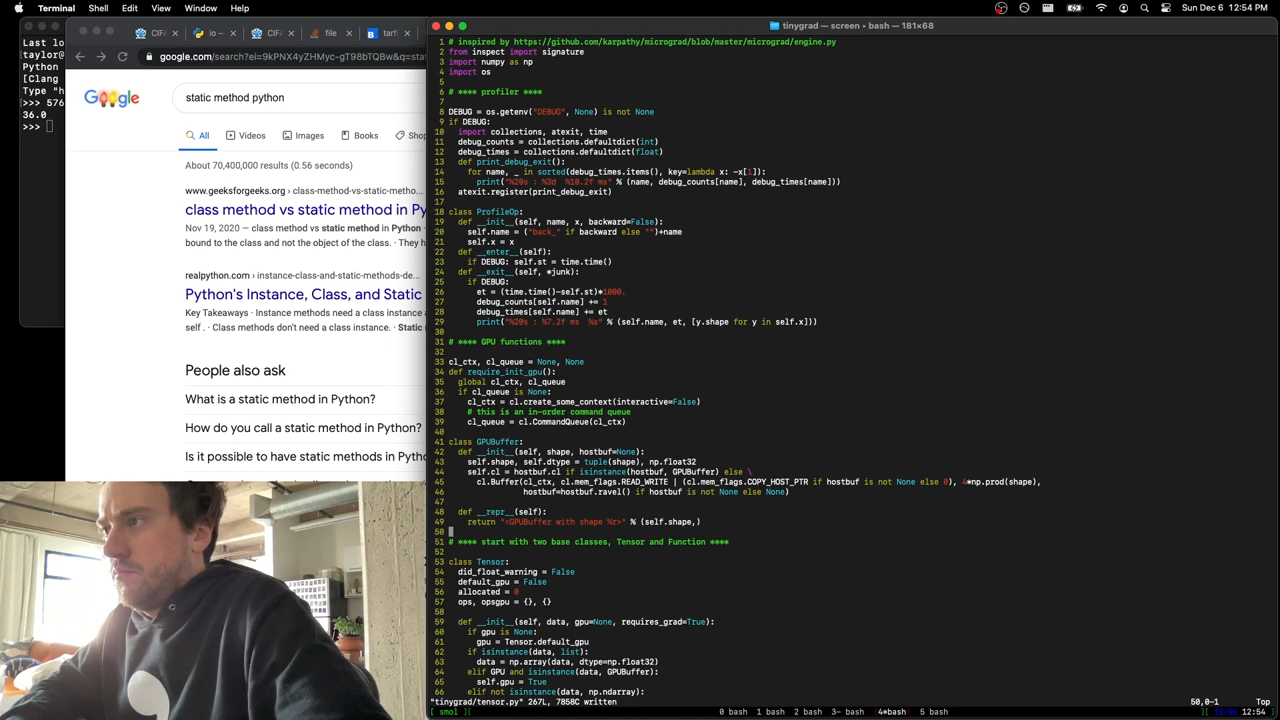 Terminal Shell Edit View Window Help
Sun Dec 6 12:54 PM
Last lo
taylor@
Python
[Clang
Type "h
>>> 576
36.0
>>>
CIFA
io –
CIFA
file
tarfi
google.com/search?ei=9kPNX4yZHMyc-gT98bTQBw&q=stat
Google
static method python
All Videos Images Books Shop
About 70,400,000 results (0.56 seconds)
www.geeksforgeeks.org › class-method-vs-static-metho...
class method vs static method in Py
Nov 19, 2020 — class method vs static method in Python ·
bound to the class and not the object of the class. · They h
realpython.com › instance-class-and-static-methods-de...
Python's Instance, Class, and Static
Key Takeaways · Instance methods need a class instance a
self . · Class methods don't need a class instance. · Static
People also ask
What is a static method in Python?
How do you call a static method in Python?
Is it possible to have static methods in Pytho
tinygrad — screen ▸ bash — 181×68
1 # inspired by https://github.com/karpathy/micrograd/blob/master/micrograd/engine.py
2 from inspect import signature
3 import numpy as np
4 import os
5
6 # **** profiler ****
7
8 DEBUG = os.getenv("DEBUG", None) is not None
9 if DEBUG:
10   import collections, atexit, time
11   debug_counts = collections.defaultdict(int)
12   debug_times = collections.defaultdict(float)
13   def print_debug_exit():
14     for name, _ in sorted(debug_times.items(), key=lambda x: -x[1]):
15       print("%20s : %3d  %10.2f ms" % (name, debug_counts[name], debug_times[name]))
16   atexit.register(print_debug_exit)
17
18 class ProfileOp:
19   def __init__(self, name, x, backward=False):
20     self.name = ("back_" if backward else "")+name
21     self.x = x
22   def __enter__(self):
23     if DEBUG: self.st = time.time()
24   def __exit__(self, *junk):
25     if DEBUG:
26       et = (time.time()-self.st)*1000.
27       debug_counts[self.name] += 1
28       debug_times[self.name] += et
29       print("%20s : %7.2f ms  %s" % (self.name, et, [y.shape for y in self.x]))
30
31 # **** GPU functions ****
32
33 cl_ctx, cl_queue = None, None
34 def require_init_gpu():
35   global cl_ctx, cl_queue
36   if cl_queue is None:
37     cl_ctx = cl.create_some_context(interactive=False)
38     # this is an in-order command queue
39     cl_queue = cl.CommandQueue(cl_ctx)
40
41 class GPUBuffer:
42   def __init__(self, shape, hostbuf=None):
43     self.shape, self.dtype = tuple(shape), np.float32
44     self.cl = hostbuf.cl if isinstance(hostbuf, GPUBuffer) else \
45       cl.Buffer(cl_ctx, cl.mem_flags.READ_WRITE | (cl.mem_flags.COPY_HOST_PTR if hostbuf is not None else 0), 4*np.prod(shape),
46                 hostbuf=hostbuf.ravel() if hostbuf is not None else None)
47
48   def __repr__(self):
49     return "<GPUBuffer with shape %r>" % (self.shape,)
50
51 # **** start with two base classes, Tensor and Function ****
52
53 class Tensor:
54   did_float_warning = False
55   default_gpu = False
56   allocated = 0
57   ops, opsgpu = {}, {}
58
59   def __init__(self, data, gpu=None, requires_grad=True):
60     if gpu is None:
61       gpu = Tensor.default_gpu
62     if isinstance(data, list):
63       data = np.array(data, dtype=np.float32)
64     elif GPU and isinstance(data, GPUBuffer):
65       self.gpu = True
66     elif not isinstance(data, np.ndarray):
"tinygrad/tensor.py" 267L, 7858C written 50,0-1 Top
[ smol ][ 0 bash 1 bash 2 bash 3- bash (4*bash) 5 bash ][ 12:54 ]